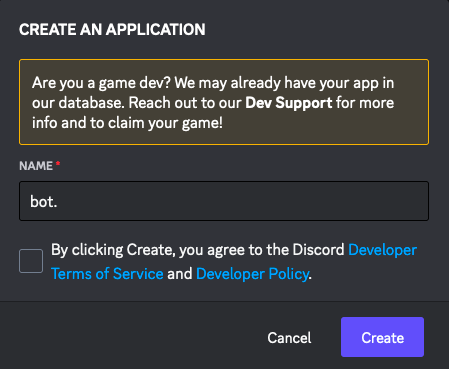 CREATE AN APPLICATION
Are you a game dev? We may already have your app in
our database. Reach out to our Dev Support for more
info and to claim your game!
NAME *
bot.
By clicking Create, you agree to the Discord Developer
Terms of Service and Developer Policy.
Cancel
Create